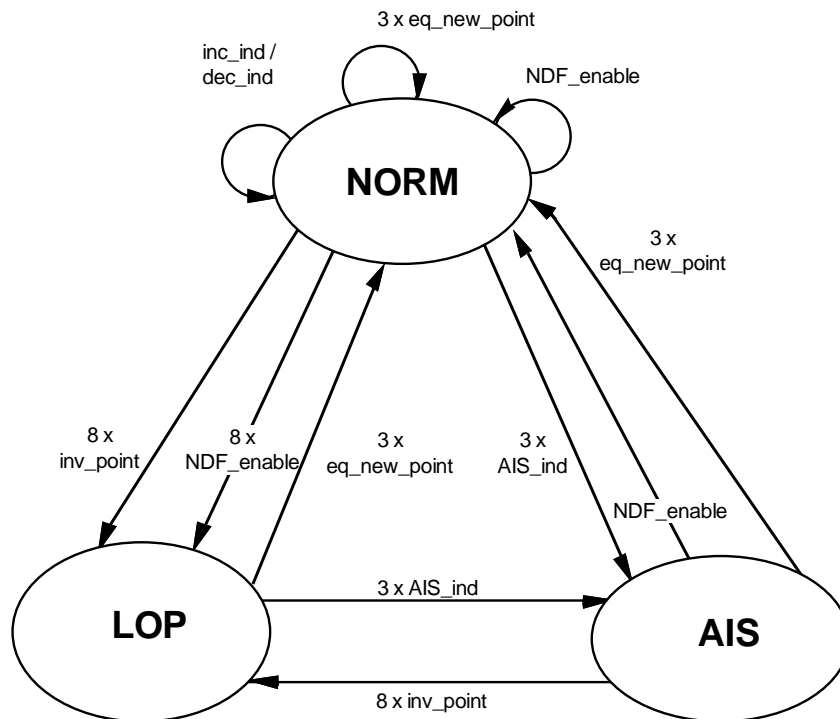 3 x eq_new_point
inc_ind /
dec_ind
NDF_enable
NORM
3 x
eq_new_point
8 x
inv_point
8 x
NDF_enable
3 x
eq_new_point
3 x
AIS_ind
NDF_enable
3 x AIS_ind
LOP
AIS
8 x inv_point